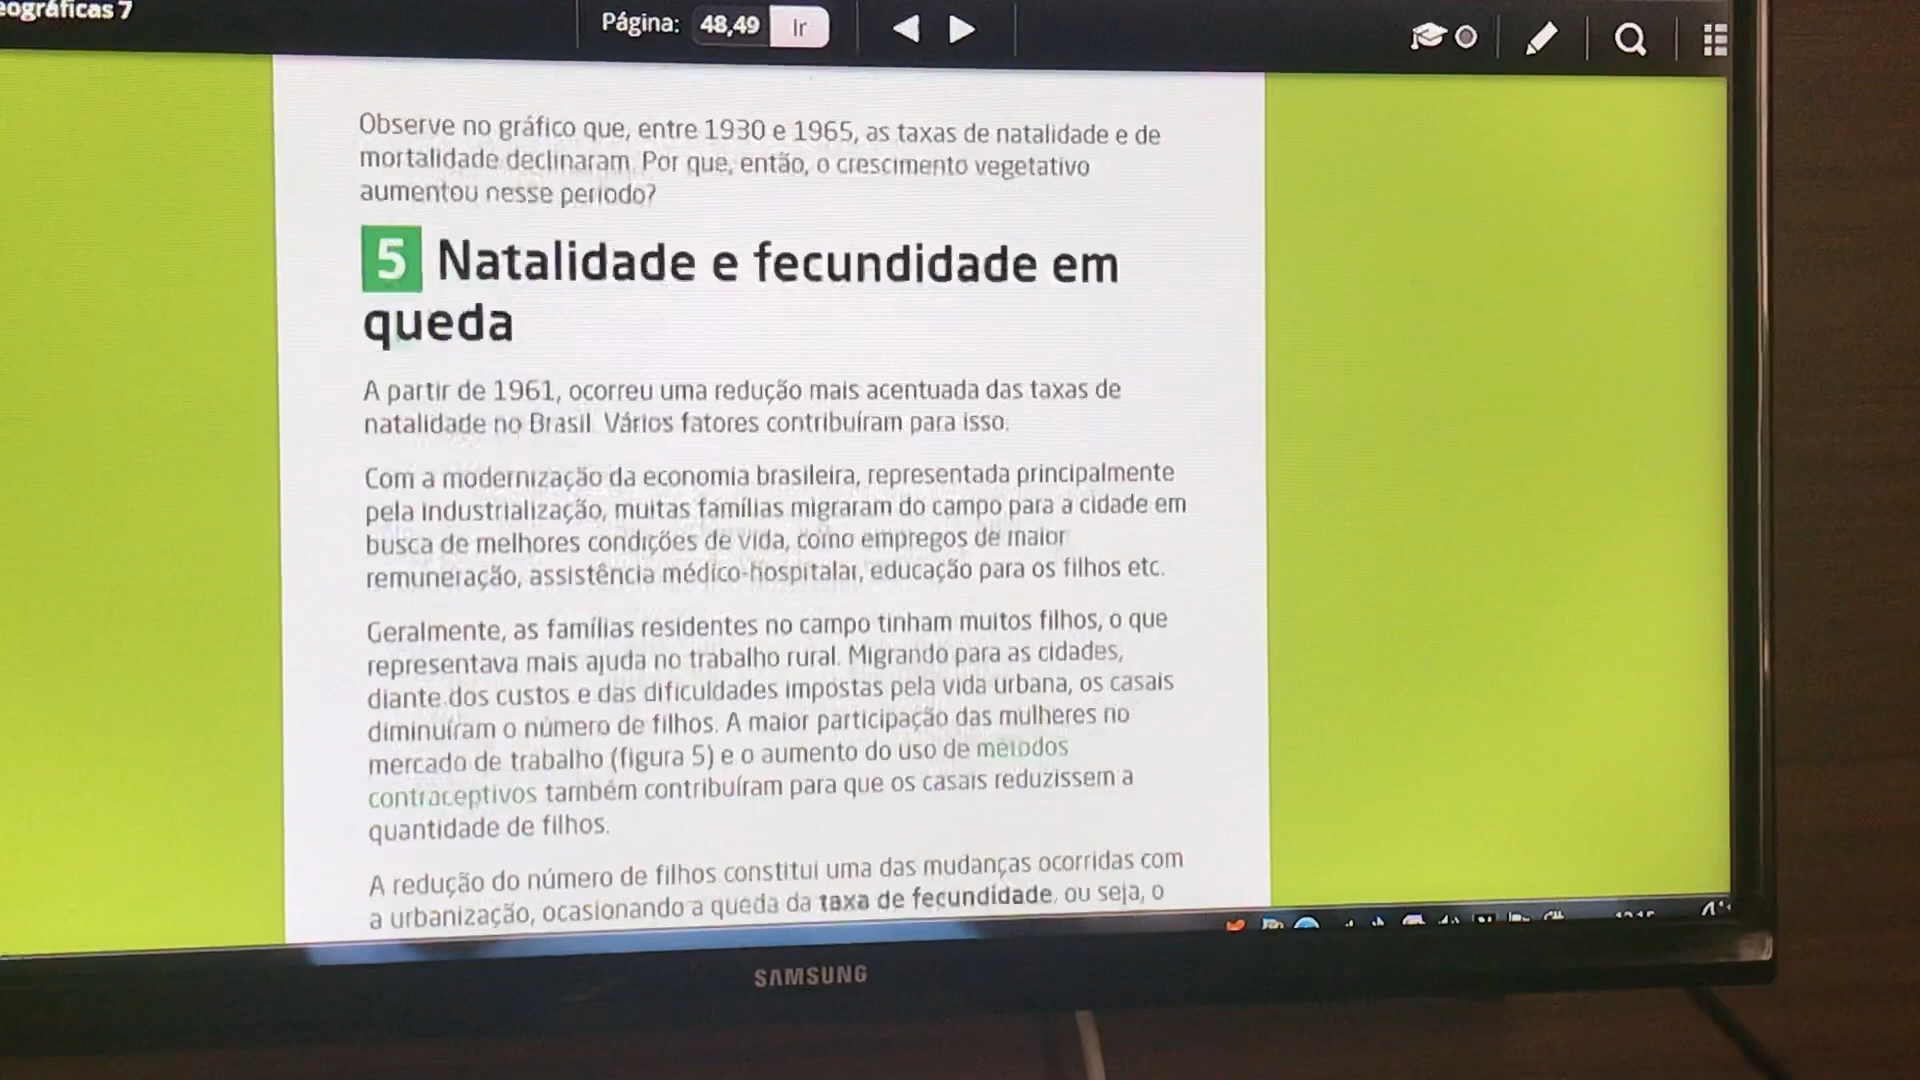 eográficas 7
Página: 48,49 Ir
Observe no gráfico que, entre 1930 e 1965, as taxas de natalidade e de
mortalidade declinaram. Por que, então, o crescimento vegetativo
aumentou nesse período?
5 Natalidade e fecundidade em
queda
A partir de 1961, ocorreu uma redução mais acentuada das taxas de
natalidade no Brasil. Vários fatores contribuíram para isso.
Com a modernização da economia brasileira, representada principalmente
pela industrialização, muitas famílias migraram do campo para a cidade em
busca de melhores condições de vida, como empregos de maior
remuneração, assistência médico-hospitalar, educação para os filhos etc.
Geralmente, as famílias residentes no campo tinham muitos filhos, o que
representava mais ajuda no trabalho rural. Migrando para as cidades,
diante dos custos e das dificuldades impostas pela vida urbana, os casais
diminuíram o número de filhos. A maior participação das mulheres no
mercado de trabalho (figura 5) e o aumento do uso de métodos
contraceptivos também contribuíram para que os casais reduzissem a
quantidade de filhos.
A redução do número de filhos constitui uma das mudanças ocorridas com
a urbanização, ocasionando a queda da taxa de fecundidade, ou seja, o
SAMSUNG